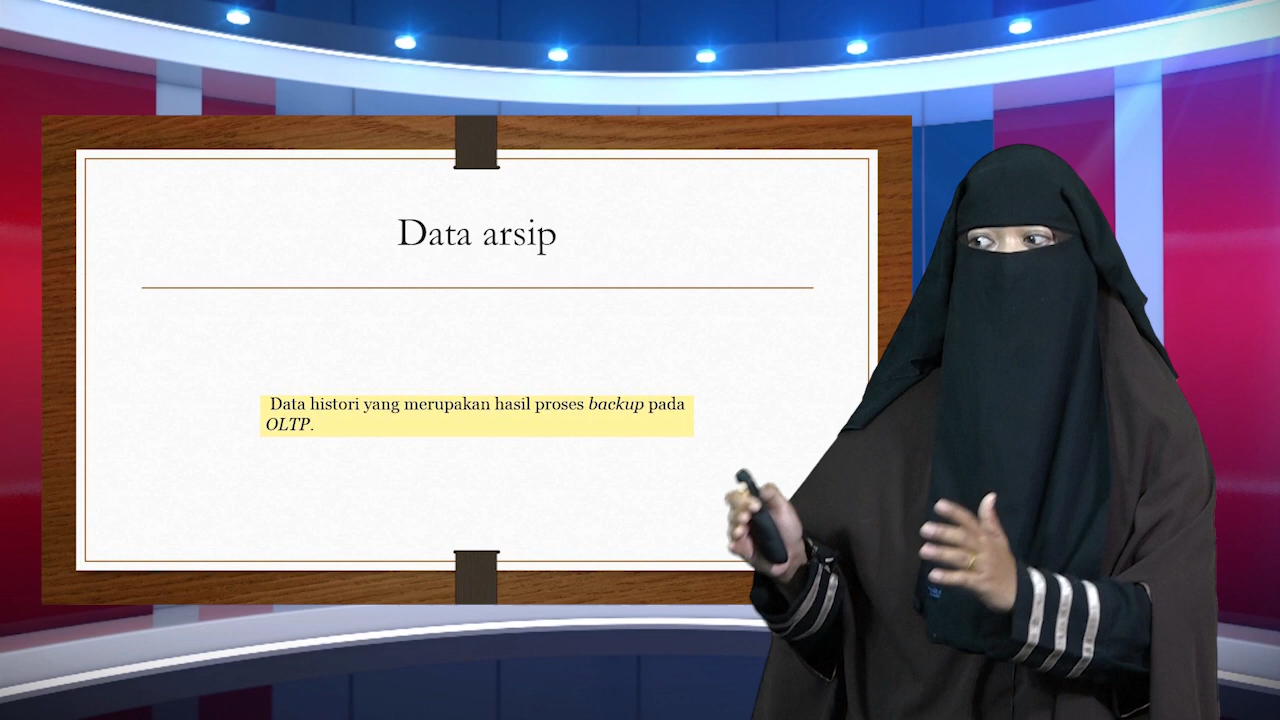 Data arsip
Data histori yang merupakan hasil proses backup pada
OLTP.